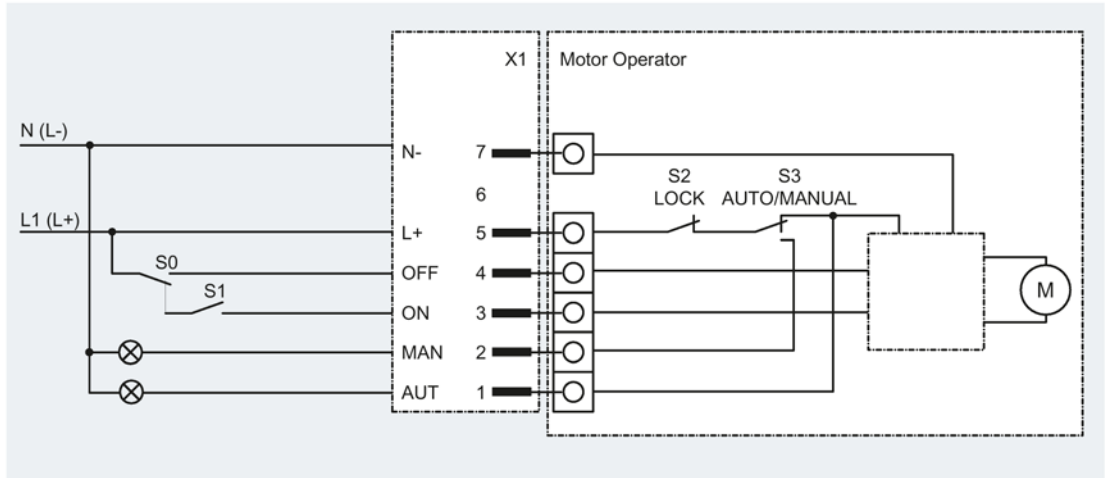 X1 Motor Operator
N (L-)
N- 7
S2 S3
6 LOCK AUTO/MANUAL
L1 (L+)
L+ 5
S0
OFF 4
S1
ON 3
M
MAN 2
AUT 1